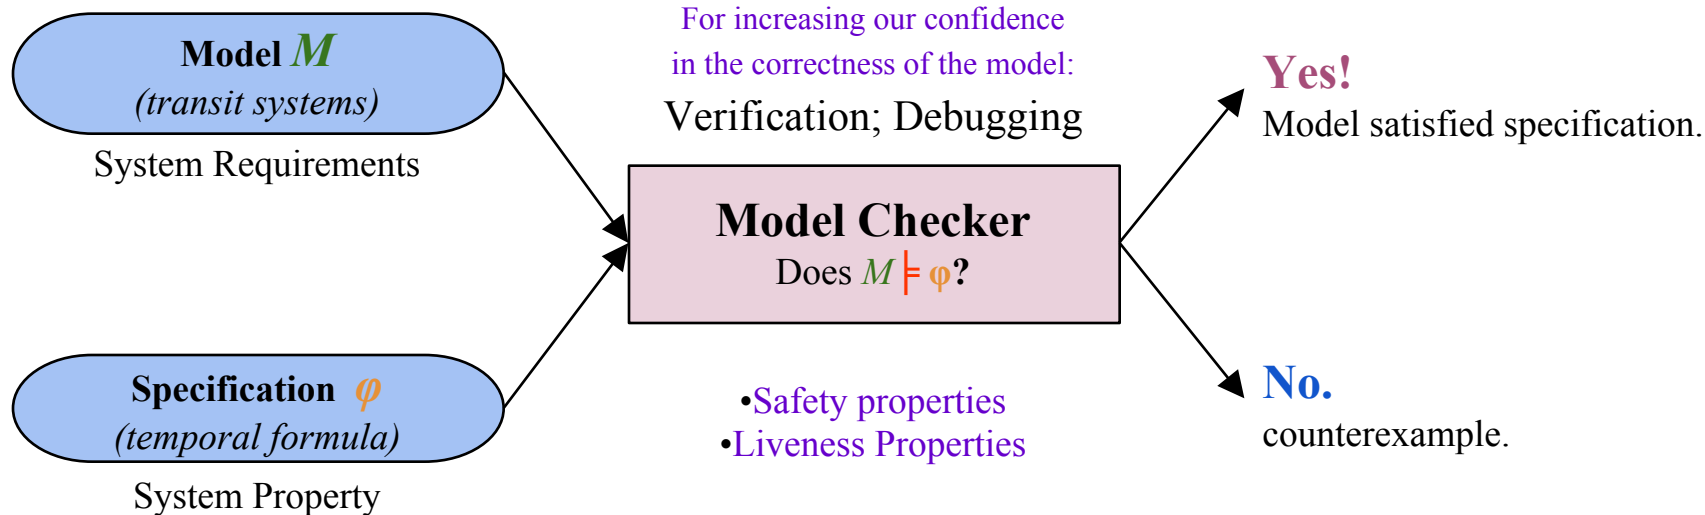 Model M
(transit systems)
System Requirements
Specification φ
(temporal formula)
System Property
For increasing our confidence
in the correctness of the model:
Verification; Debugging
Model Checker
Does M ⊧ φ?
•Safety properties
•Liveness Properties
Yes!
Model satisfied specification.
No.
counterexample.